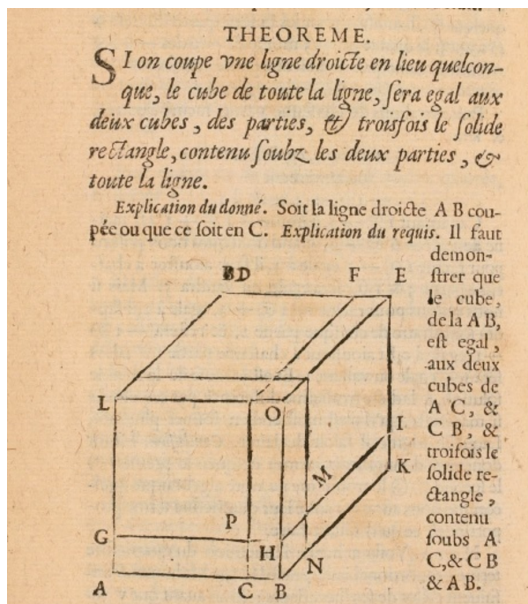 THEOREME.
SI on coupe vne ligne droicte en lieu quelcon-
que, le cube de toute la ligne, ſera egal aux
deux cubes, des parties, & troisfois le ſolide
rectangle, contenu ſoubz les deux parties, &
toute la ligne.
Explication du donné. Soit la ligne droicte A B cou-
pée ou que ce ſoit en C. Explication du requis. Il faut
demon-
ſtrer que
le cube,
de la A B,
eſt egal,
aux deux
cubes de
A C, &
C B, &
troifois le
ſolide re-
ctangle,
contenu
ſoubs A
C, & C B
& A B.
D F E
L O
I
M K
P
G H N
A C B